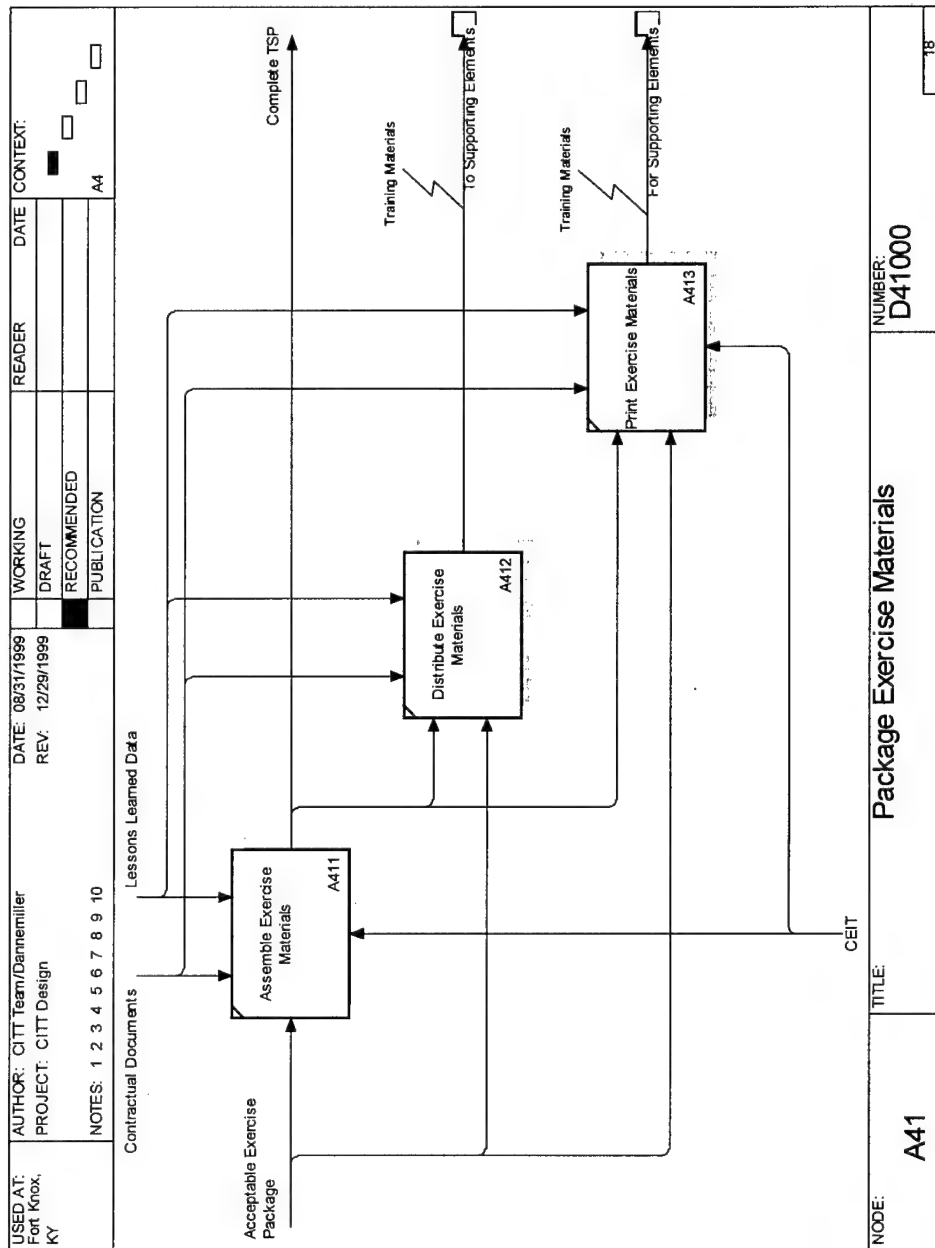 USED AT:
Fort Knox,
KY
AUTHOR: CITT Team/Dannemiller
PROJECT: CITT Design
NOTES: 1 2 3 4 5 6 7 8 9 10
DATE: 08/31/1999
REV: 12/29/1999
WORKING
DRAFT
RECOMMENDED
PUBLICATION
READER
DATE
CONTEXT:
A4
Contractual Documents
Lessons Learned Data
Acceptable Exercise
Package
Assemble Exercise
Materials
A411
Complete TSP
Distribute Exercise
Materials
A412
Training Materials
To Supporting Elements
Print Exercise Materials
A413
Training Materials
For Supporting Elements
CEIT
NODE:
A41
TITLE:
Package Exercise Materials
NUMBER:
D41000
18